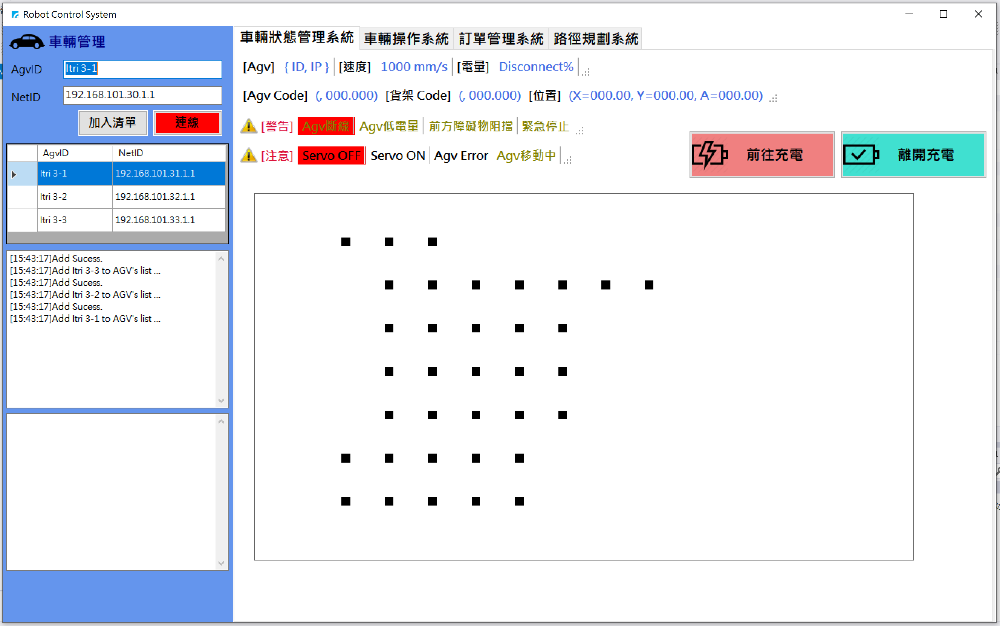 Robot Control System
車輛管理
AgvID Itri 3-1
NetID 192.168.101.30.1.1
加入清單 連線
AgvID NetID
Itri 3-1 192.168.101.31.1.1
Itri 3-2 192.168.101.32.1.1
Itri 3-3 192.168.101.33.1.1
[15:43:17]Add Sucess.
[15:43:17]Add Itri 3-3 to AGV's list ...
[15:43:17]Add Sucess.
[15:43:17]Add Itri 3-2 to AGV's list ...
[15:43:17]Add Sucess.
[15:43:17]Add Itri 3-1 to AGV's list ...
車輛狀態管理系統 車輛操作系統 訂單管理系統 路徑規劃系統
[Agv] { ID, IP } [速度] 1000 mm/s [電量] Disconnect%
[Agv Code] (, 000.000) [貨架 Code] (, 000.000) [位置] (X=000.00, Y=000.00, A=000.00)
[警告] Agv斷線 Agv低電量 前方障礙物阻擋 緊急停止
[注意] Servo OFF Servo ON Agv Error Agv移動中
前往充電 離開充電